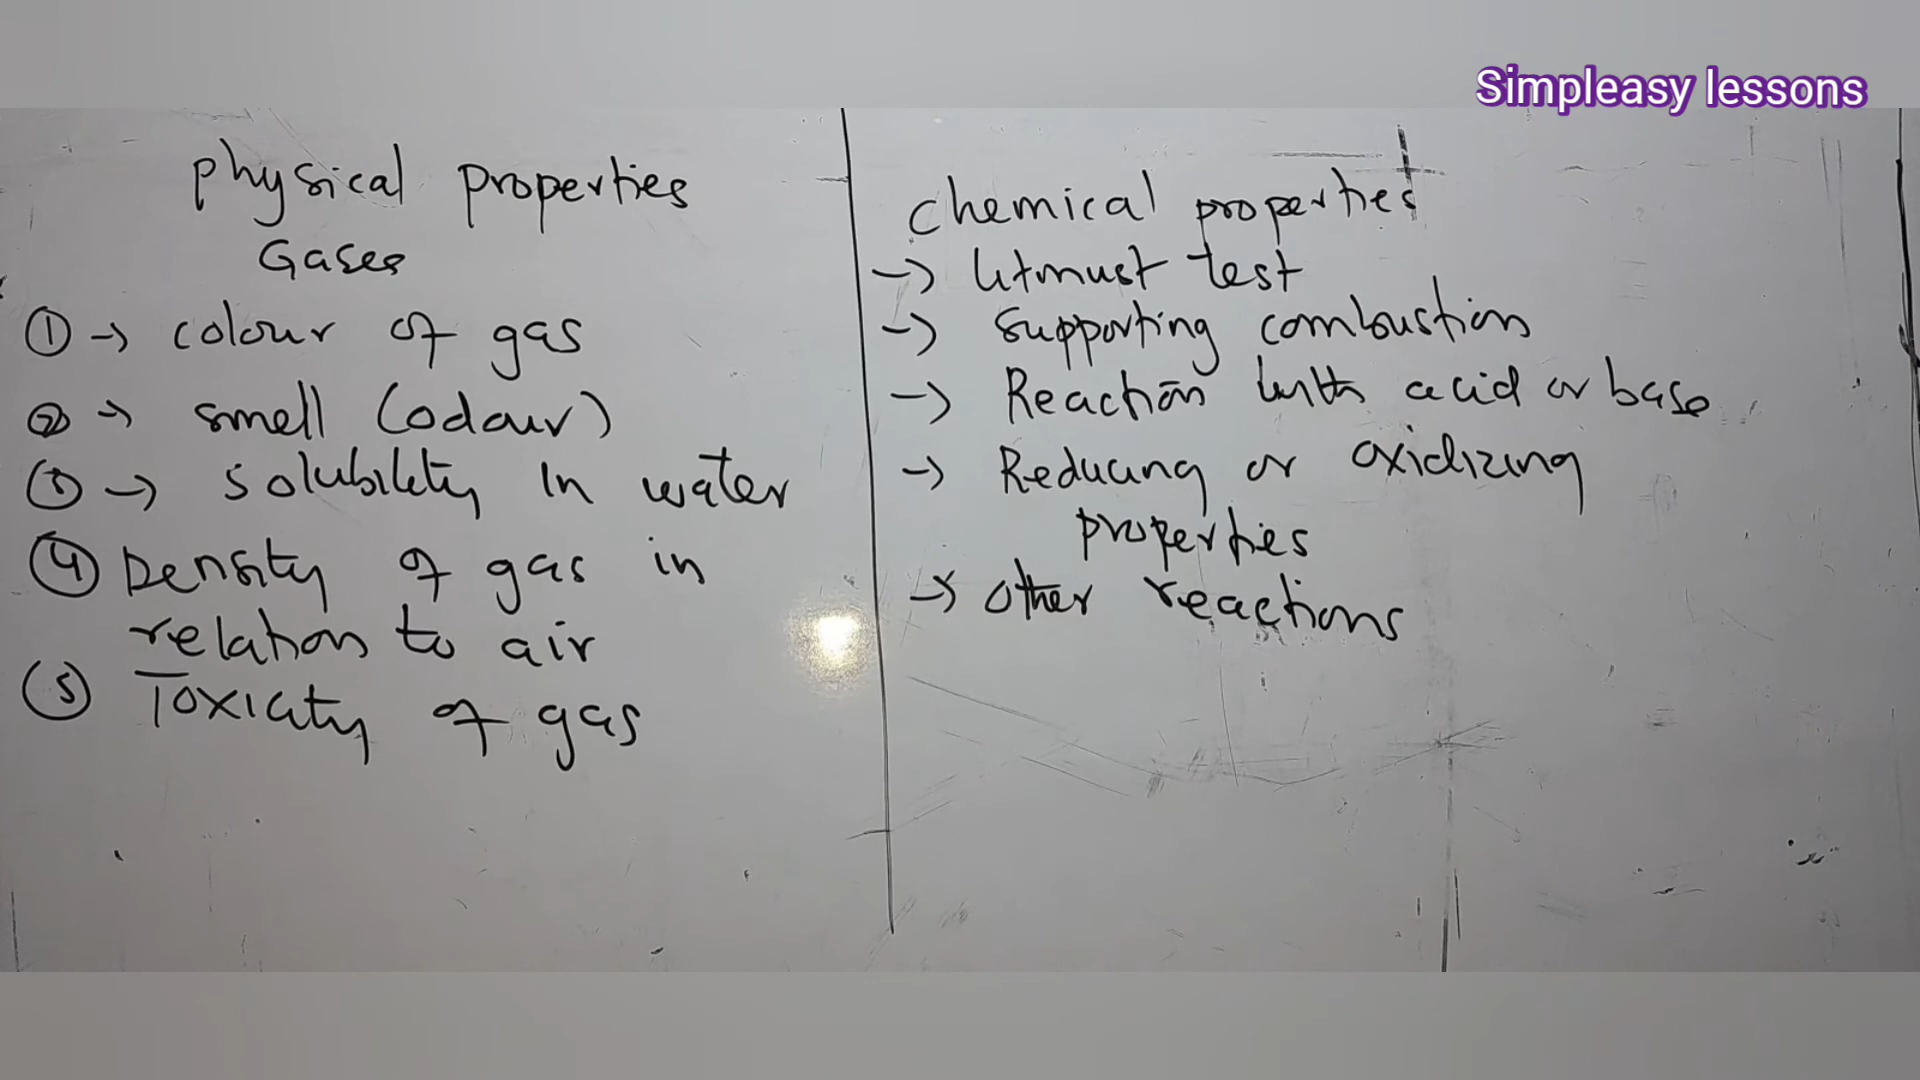 Simpleasy lessons
Physical properties
Gases
① → colour of gas
② → smell (odour)
③ → solubility in water
④ Density of gas in
relation to air
⑤ Toxicity of gas
chemical properties
→ litmust test
→ supporting combustion
→ Reaction with acid or base
→ Reducing or oxidizing
properties
→ other reactions